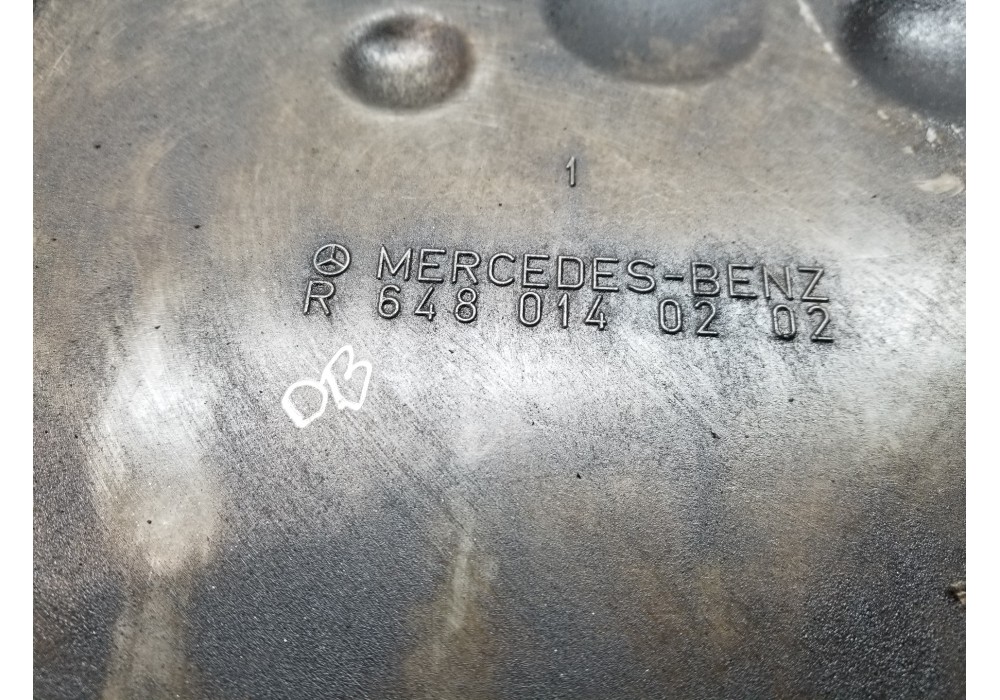 1
MERCEDES-BENZ
R 648 014 02 02
DB